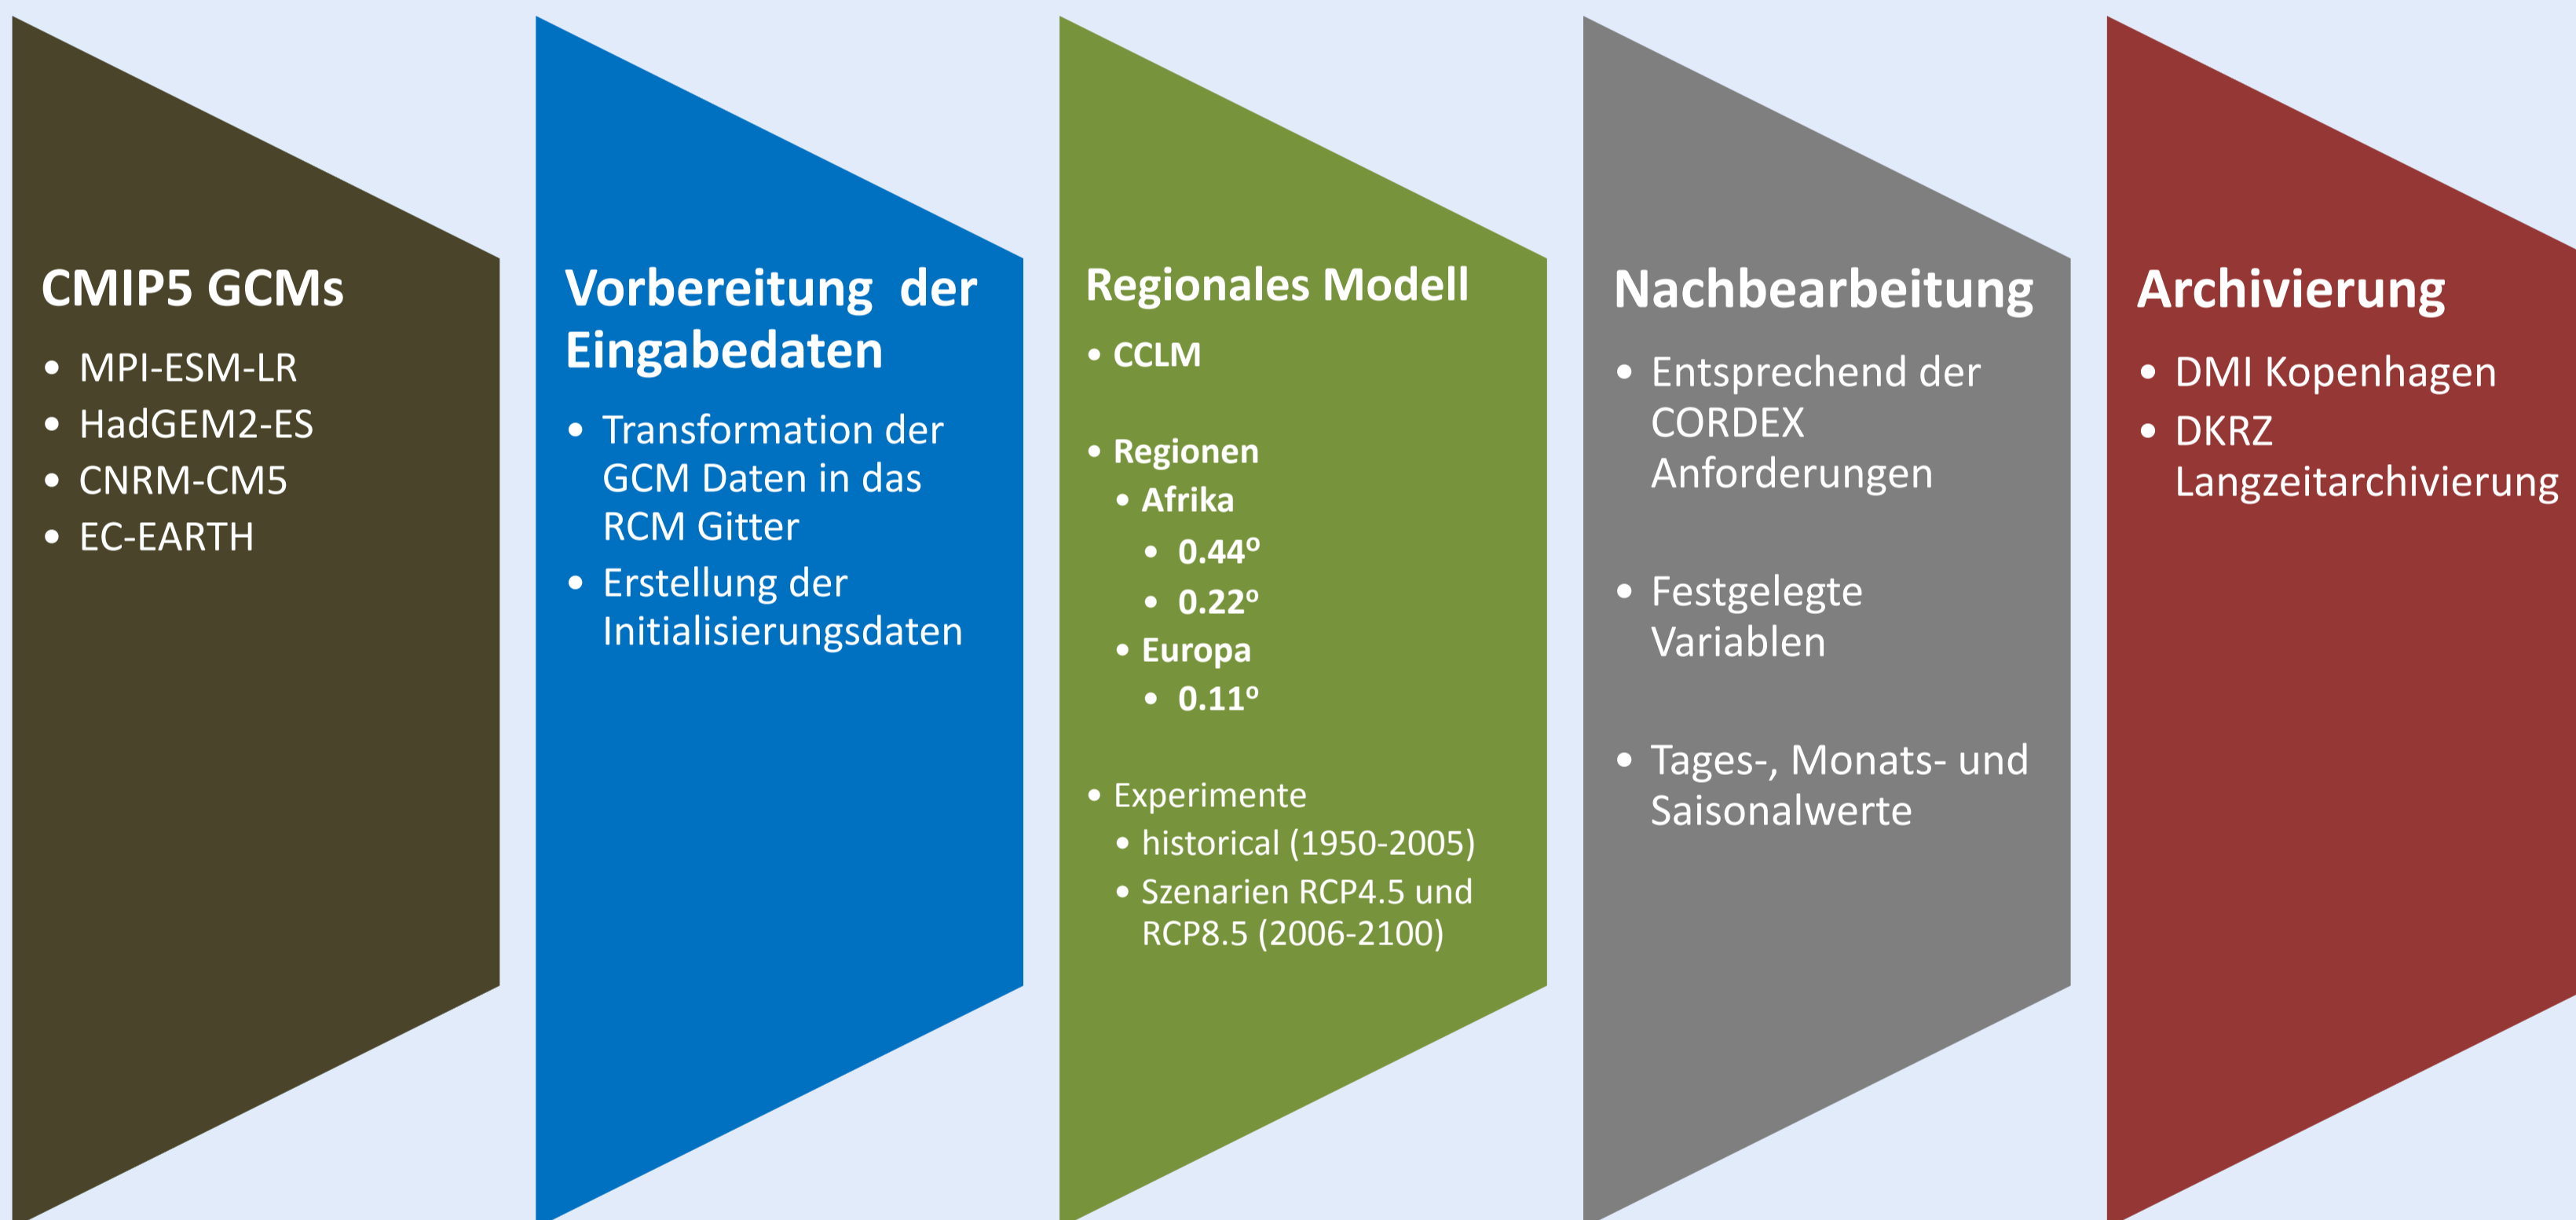 CMIP5 GCMs
• MPI-ESM-LR
• HadGEM2-ES
• CNRM-CM5
• EC-EARTH
Vorbereitung der
Eingabedaten
• Transformation der
GCM Daten in das
RCM Gitter
• Erstellung der
Initialisierungsdaten
Regionales Modell
• CCLM
• Regionen
• Afrika
• 0.44º
• 0.22º
• Europa
• 0.11º
• Experimente
• historical (1950-2005)
• Szenarien RCP4.5 und
RCP8.5 (2006-2100)
Nachbearbeitung
• Entsprechend der
CORDEX
Anforderungen
• Festgelegte
Variablen
• Tages-, Monats- und
Saisonalwerte
Archivierung
• DMI Kopenhagen
• DKRZ
Langzeitarchivierung